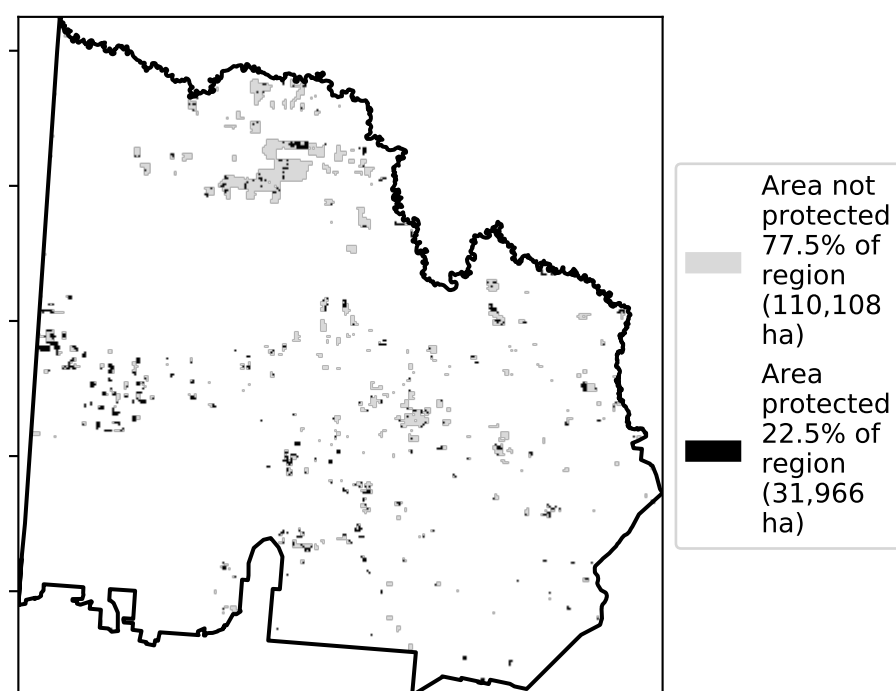 Area not
protected
77.5% of
region
(110,108
ha)
Area
protected
22.5% of
region
(31,966
ha)